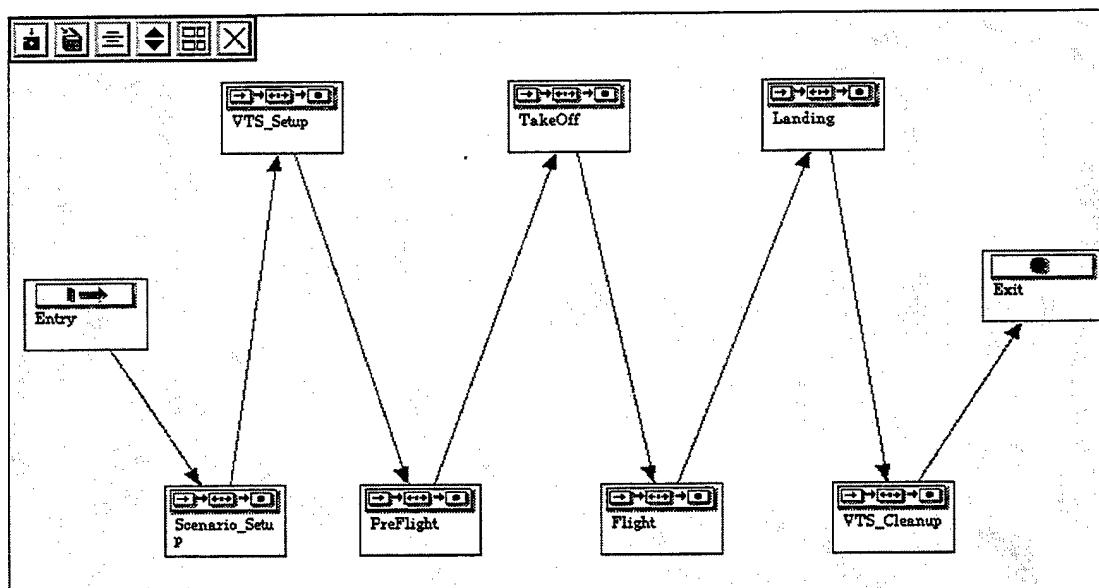 VTS_Setup
TakeOff
Landing
Entry
Exit
Scenario_Setu
p
PreFlight
Flight
VTS_Cleanup